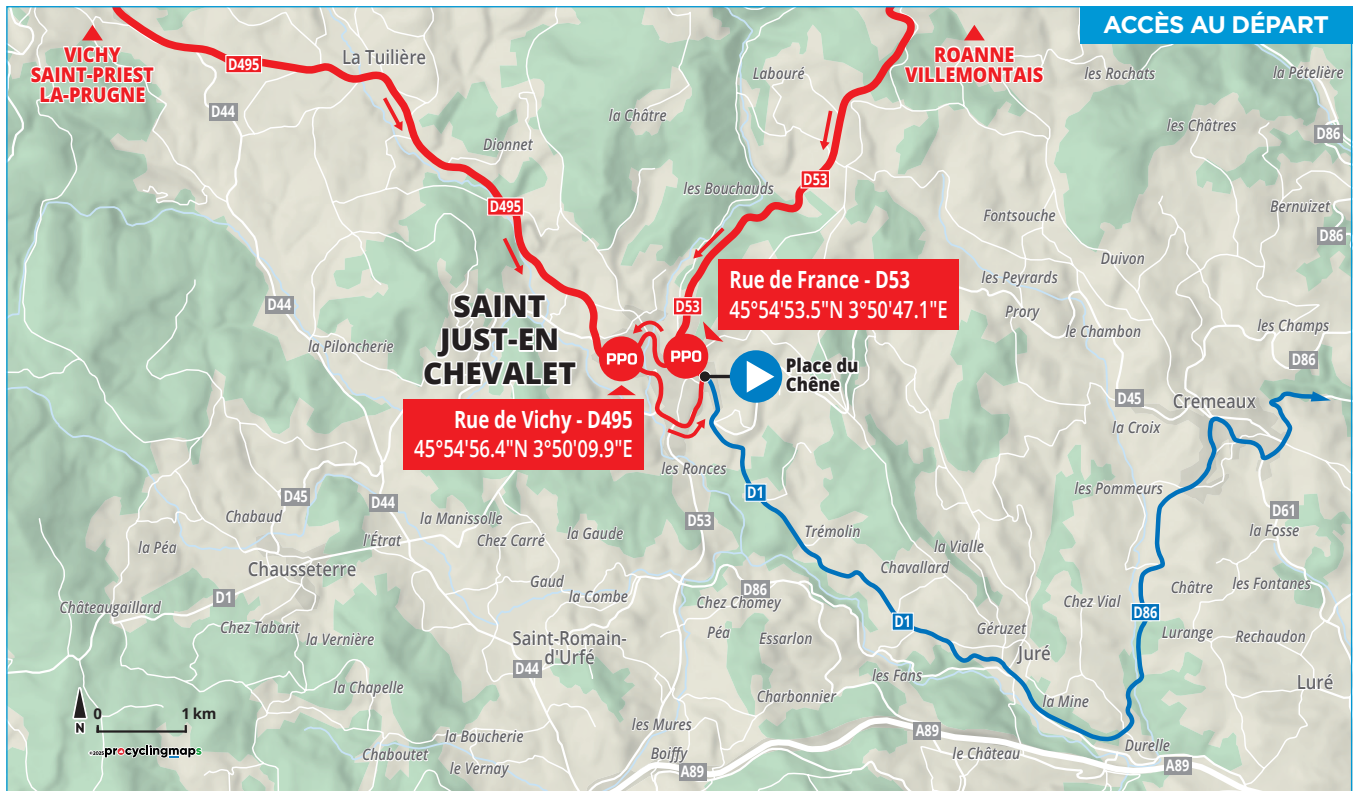 ACCÈS AU DÉPART
VICHY
SAINT-PRIEST
LA-PRUGNE
D495
La Tuilière
ROANNE
VILLEMONTAIS
Labouré
les Rochats
la Pételière
D44
la Châtre
les Châtres
D86
Dionnet
les Bouchauds
D53
D495
Fontsouche
Bernuizet
D86
Duivon
Rue de France - D53
45°54'53.5"N 3°50'47.1"E
les Peyrards
D44
SAINT
JUST-EN
CHEVALET
D53
Prory
le Chambon
les Champs
la Piloncherie
PPO
PPO
Place du
Chêne
D86
D45
Cremeaux
Rue de Vichy - D495
45°54'56.4"N 3°50'09.9"E
la Croix
les Ronces
D1
les Pommeurs
D45
D44
Chabaud
la Manissolle
D53
D61
la Péa
l'Étrat
Chez Carré
la Gaude
Trémolin
la Vialle
la Fosse
Chausseterre
Chavallard
Gaud
la Combe
D86
Châtre
les Fontanes
Châteaugaillard
D1
Chez Chomey
Chez Vial
D86
Chez Tabarit
la Vernière
Saint-Romain-
d'Urfé
Péa
Essarlon
D1
Géruzet
Lurange
Rechaudon
Juré
D44
les Fans
Luré
la Chapelle
Charbonnier
la Mine
N
0
1 km
les Mures
la Boucherie
A89
Durelle
©2025procyclingmaps
Chaboutet
le Vernay
Boiffy
A89
le Château
A89